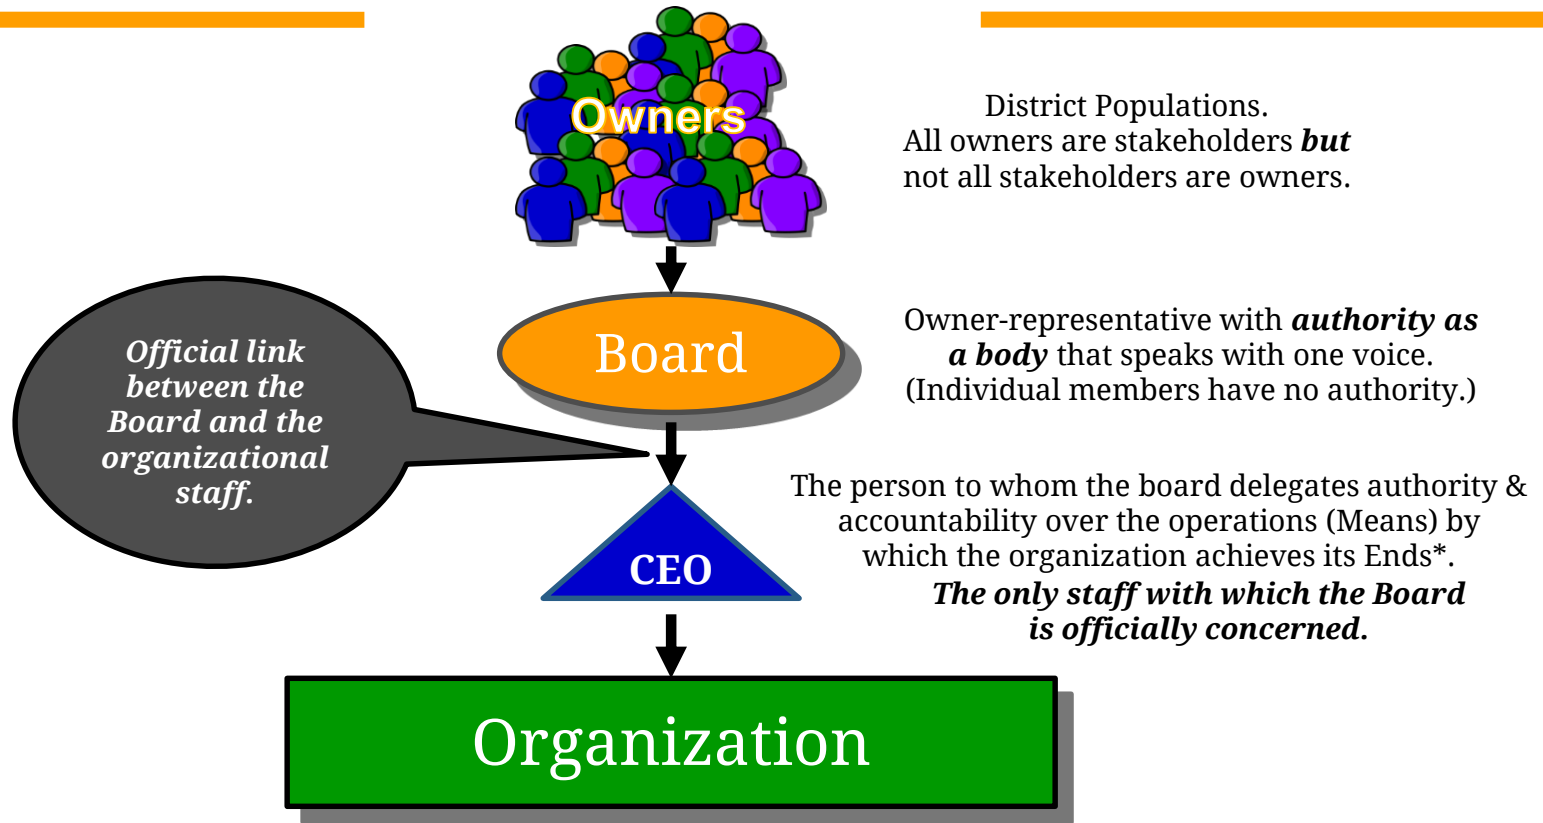 Owners
District Populations.
All owners are stakeholders but
not all stakeholders are owners.
Board
Owner-representative with authority as
a body that speaks with one voice.
(Individual members have no authority.)
Official link
between the
Board and the
organizational
staff.
CEO
The person to whom the board delegates authority &
accountability over the operations (Means) by
which the organization achieves its Ends*.
The only staff with which the Board
is officially concerned.
Organization